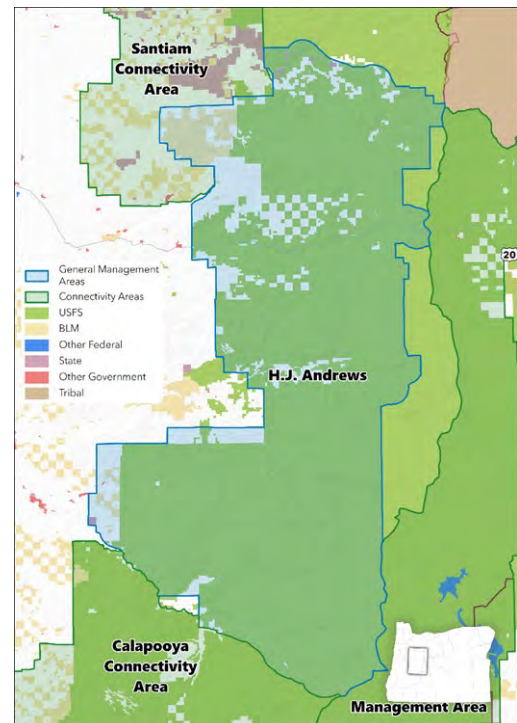 Santiam
Connectivity
Area
20
General Management
Areas
Connectivity Areas
USFS
BLM
Other Federal
State
Other Government
Tribal
H.J. Andrews
Calapooya
Connectivity
Area
Management Area